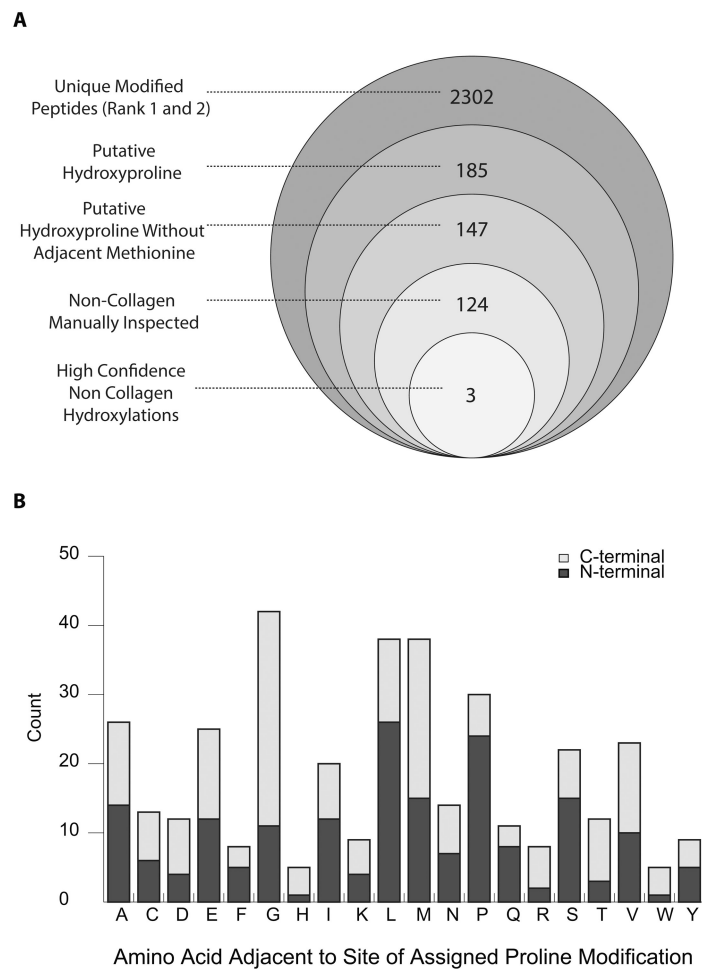 A
Unique Modified
Peptides (Rank 1 and 2)
2302
Putative
Hydroxyproline
185
Putative
Hydroxyproline Without
Adjacent Methionine
147
Non-Collagen
Manually Inspected
124
High Confidence
Non Collagen
Hydroxylations
3
B
50
40
30
20
10
0
Count
C-terminal
N-terminal
A C D E F G H I K L M N P Q R S T V W Y
Amino Acid Adjacent to Site of Assigned Proline Modification